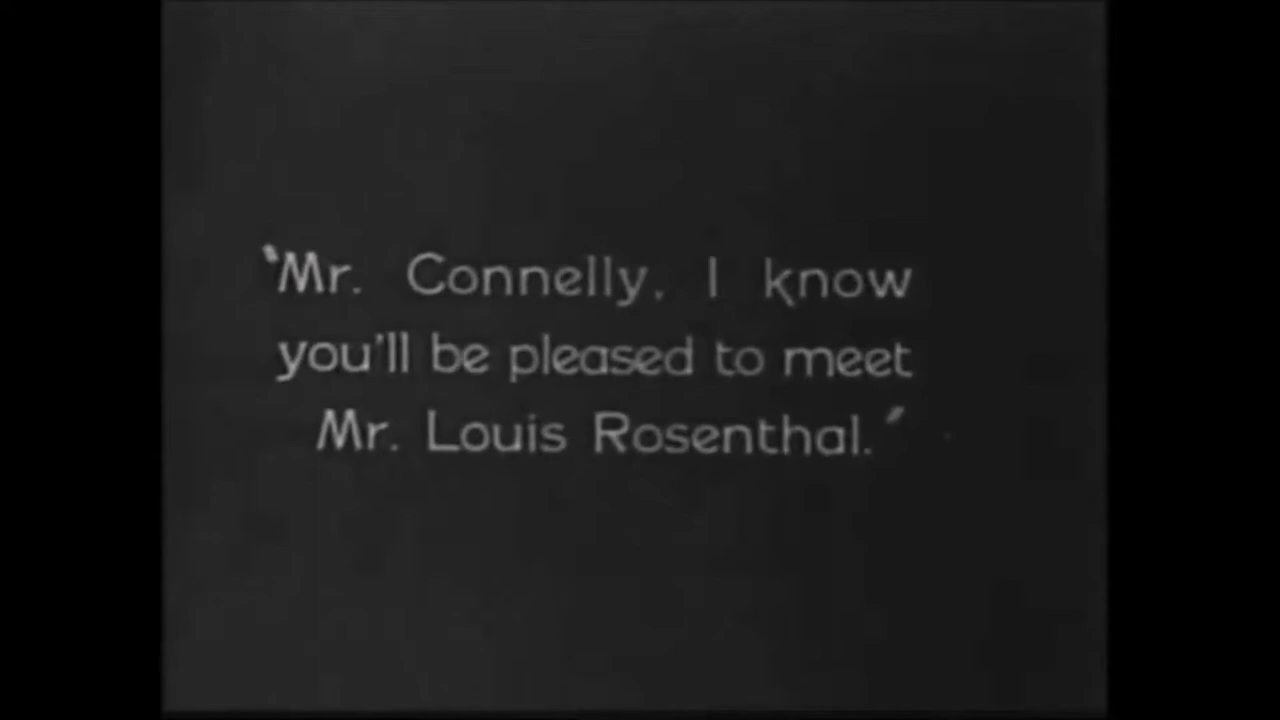 "Mr. Connelly, I know
you'll be pleased to meet
Mr. Louis Rosenthal."